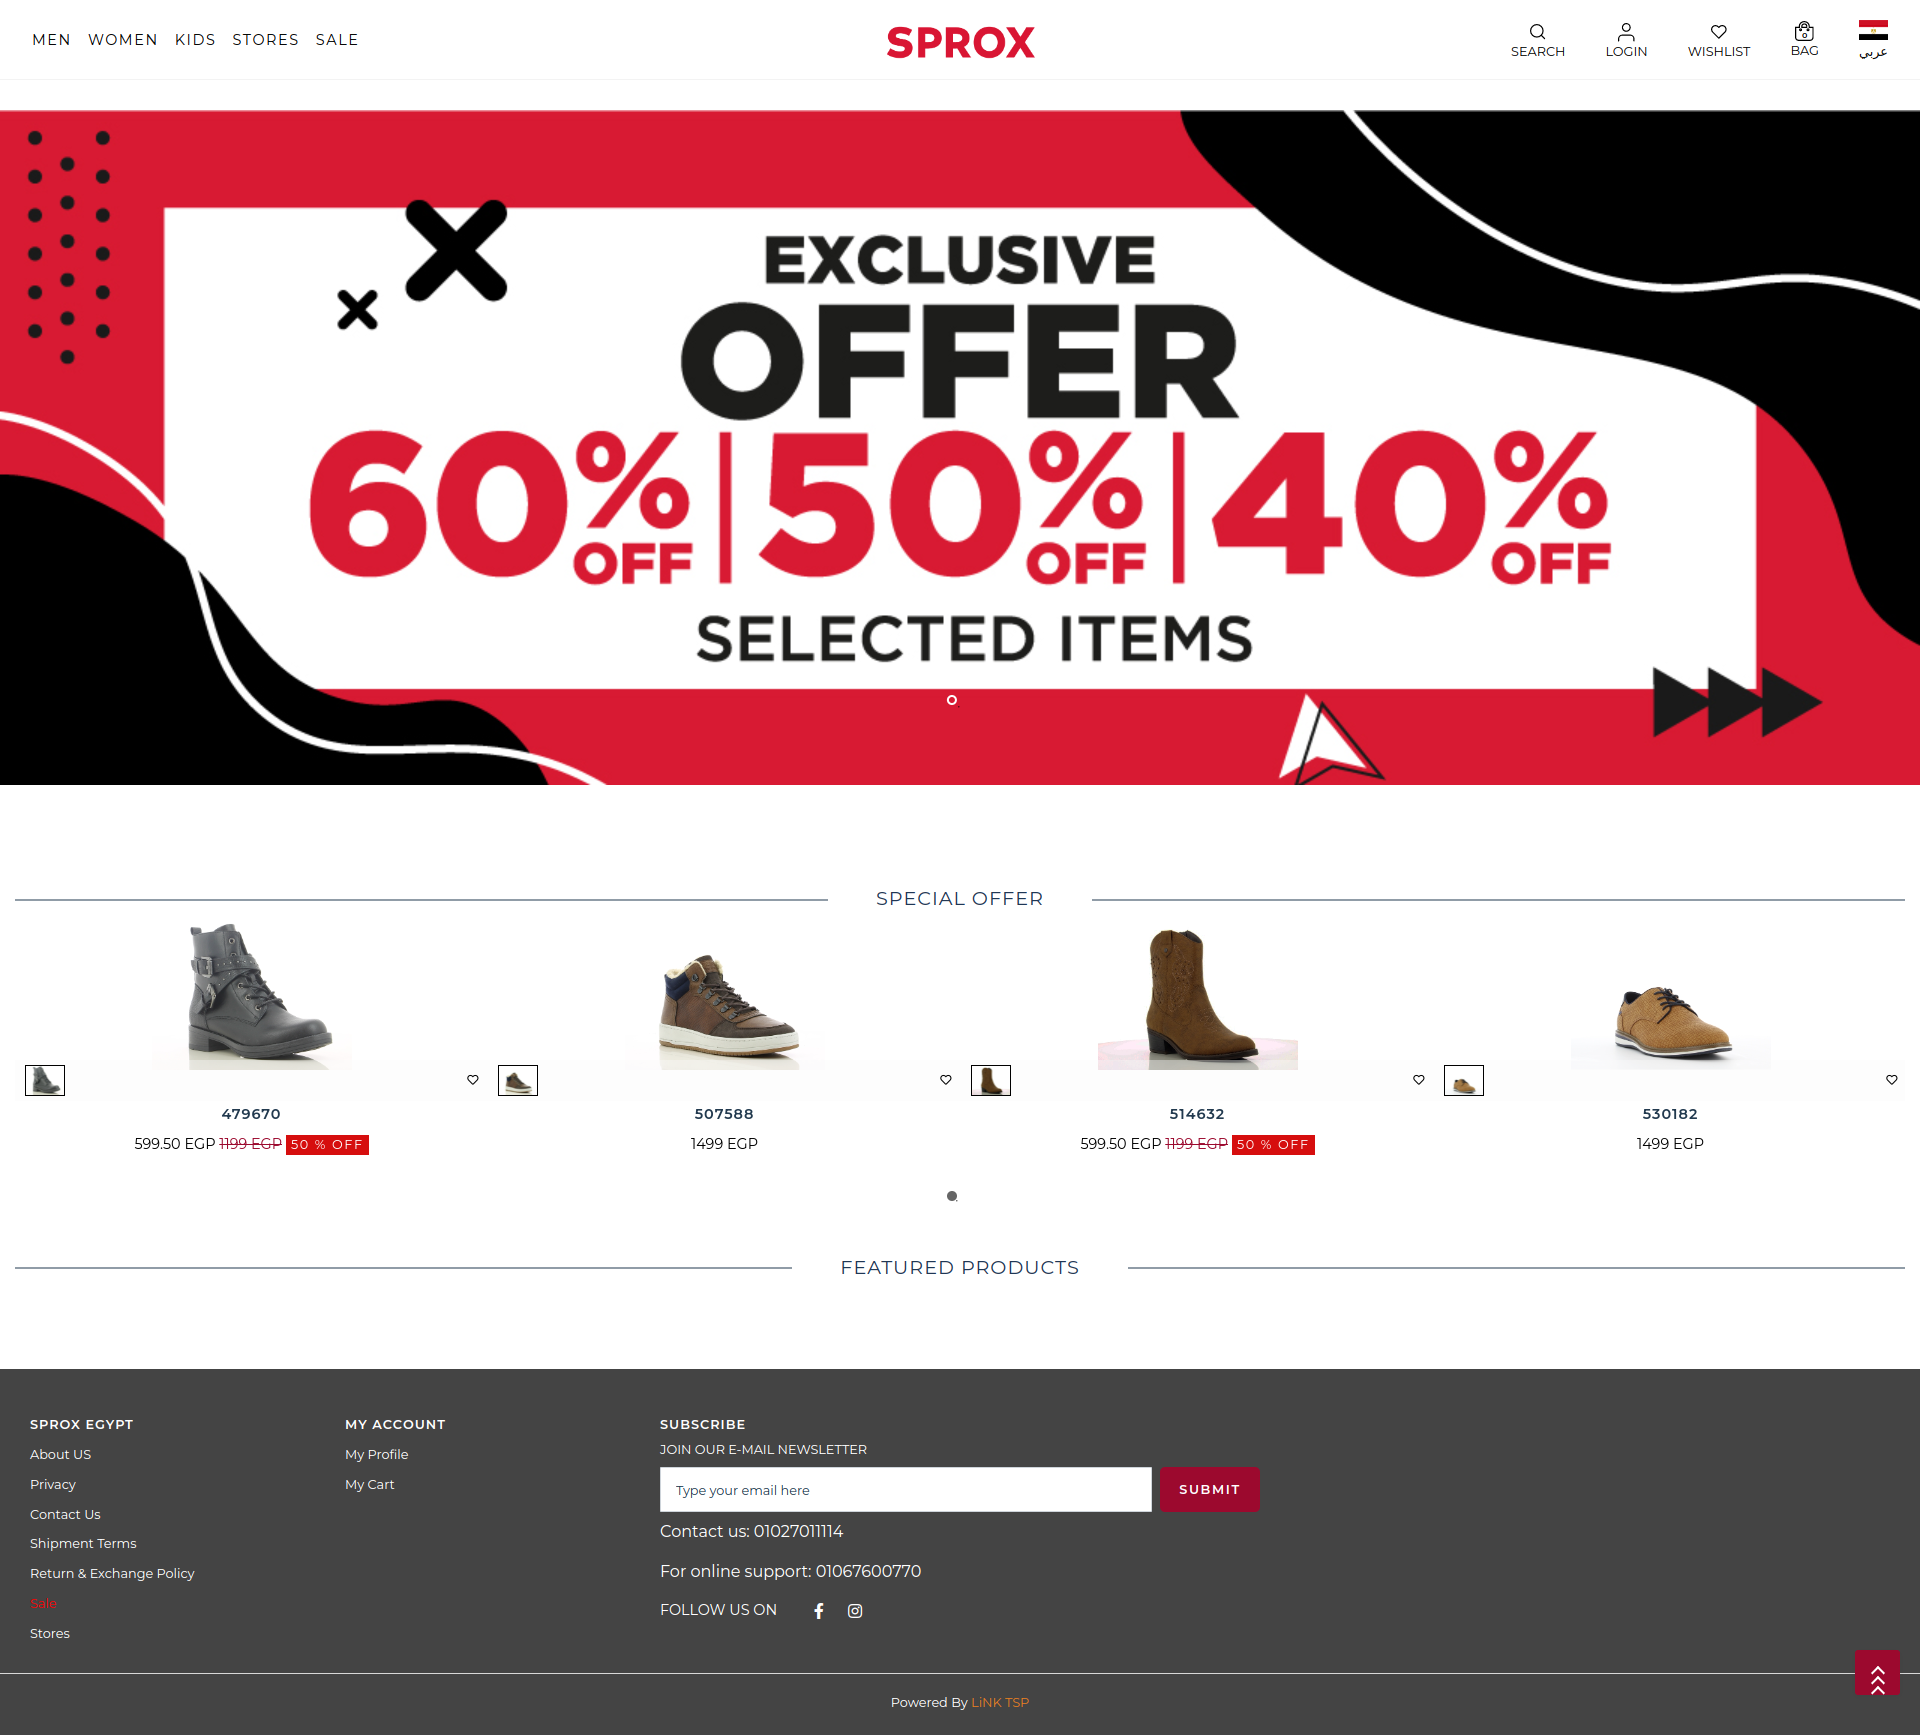 MEN WOMEN KIDS STORES SALE
SPROX
SEARCH LOGIN WISHLIST 0 BAG عربي
EXCLUSIVE
OFFER
60% OFF | 50% OFF | 40% OFF
SELECTED ITEMS
SPECIAL OFFER
479670
599.50 EGP 1199 EGP 50 % OFF
507588
1499 EGP
514632
599.50 EGP 1199 EGP 50 % OFF
530182
1499 EGP
FEATURED PRODUCTS
SPROX EGYPT
About US
Privacy
Contact Us
Shipment Terms
Return & Exchange Policy
Sale
Stores
MY ACCOUNT
My Profile
My Cart
SUBSCRIBE
JOIN OUR E-MAIL NEWSLETTER
Type your email here SUBMIT
Contact us: 01027011114
For online support: 01067600770
FOLLOW US ON
Powered By LiNK TSP